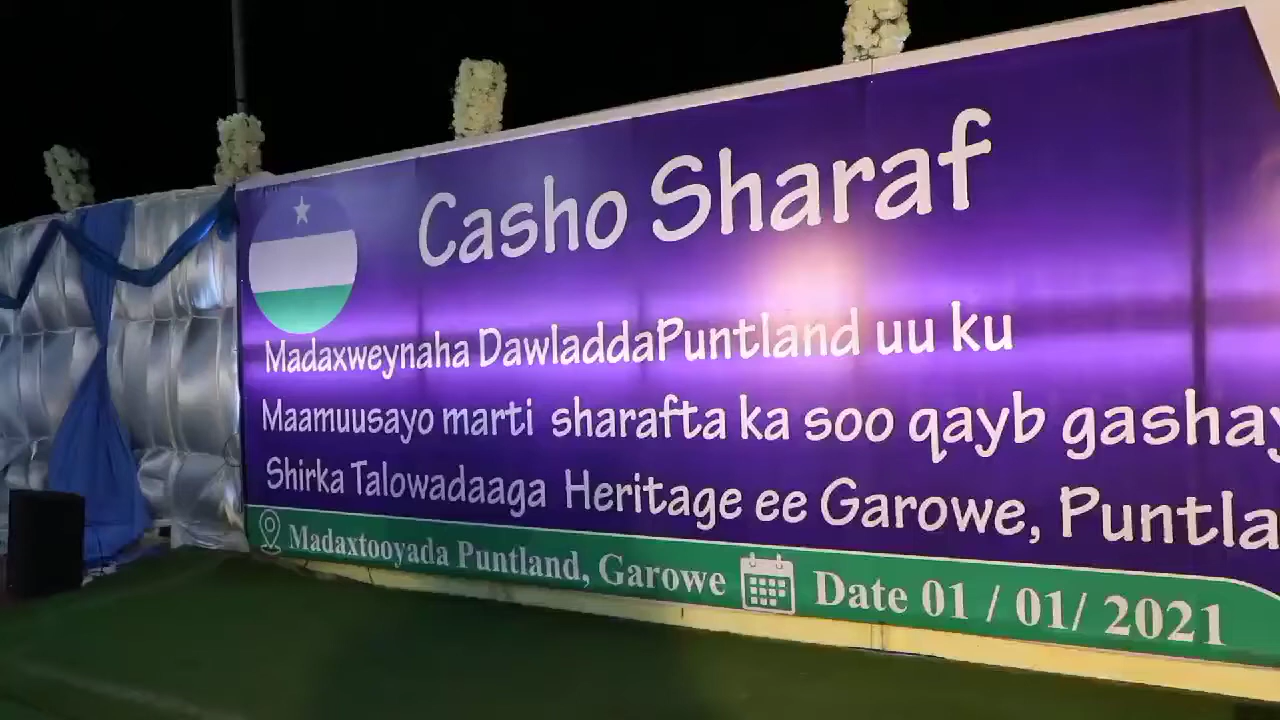 Casho Sharaf
Madaxweynaha DawladdaPuntland uu ku
Maamuusayo marti sharafta ka soo qayb gashay
Shirka Talowadaaga Heritage ee Garowe, Puntla
Madaxtooyada Puntland, Garowe Date 01 / 01/ 2021